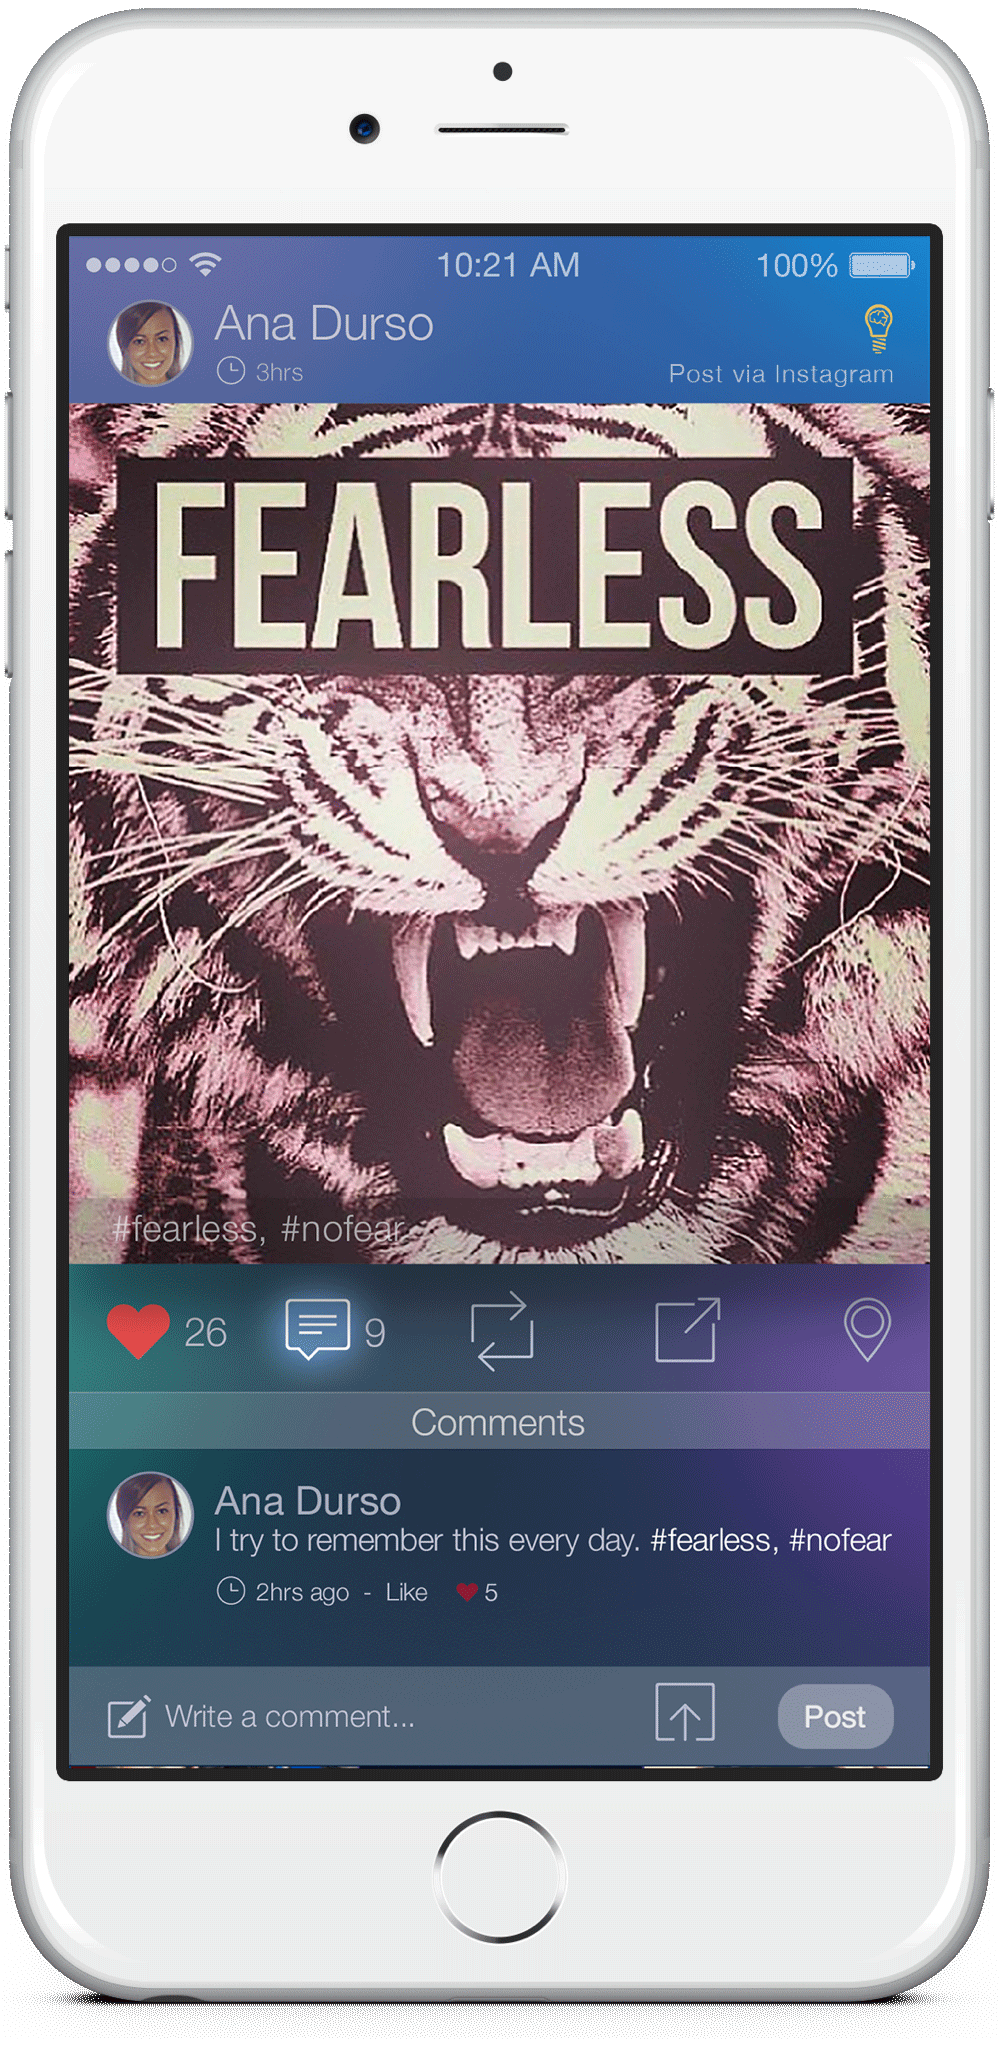 10:21 AM
100%
Ana Durso
3hrs
Post via Instagram
FEARLESS
#fearless, #nofear
26
9
Comments
Ana Durso
I try to remember this every day. #fearless, #nofear
2hrs ago - Like 5
Write a comment...
Post